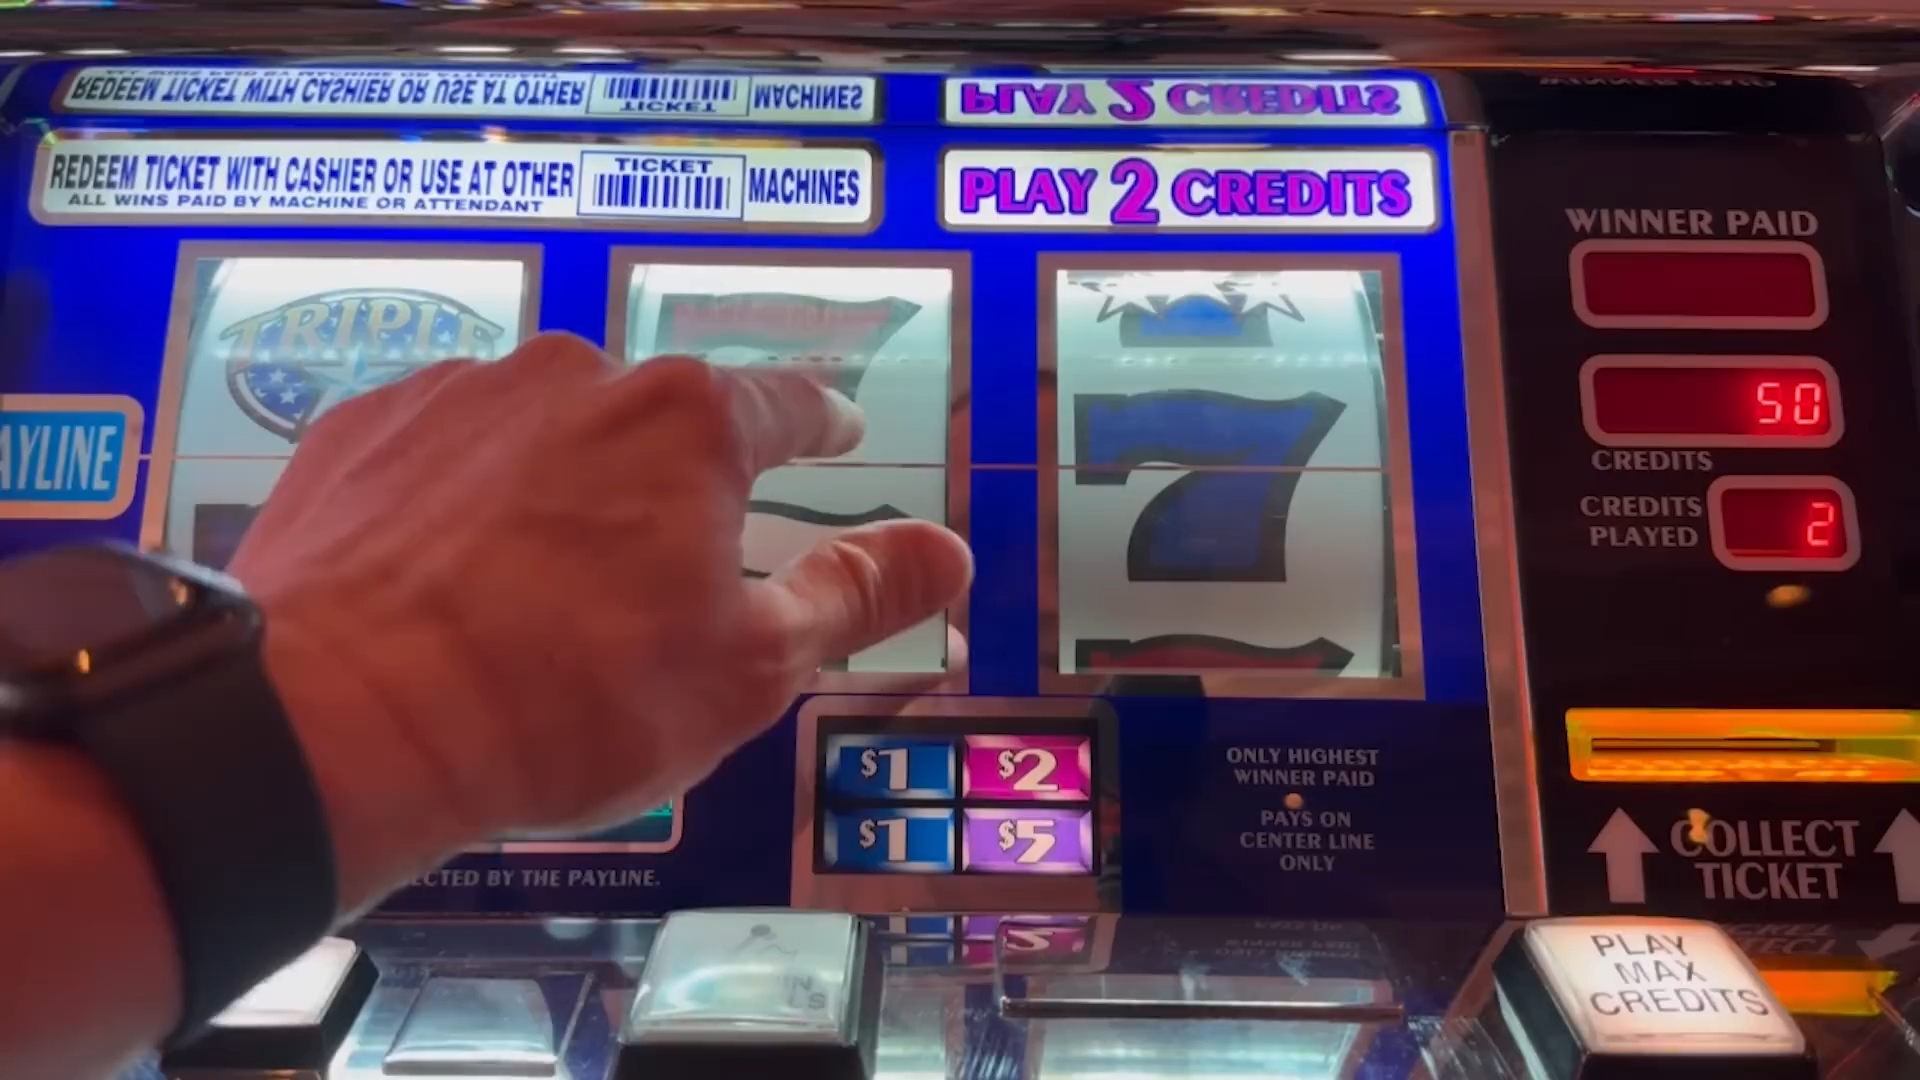 REDEEM TICKET WITH CASHIER OR USE AT OTHER TICKET MACHINES
PLAY 2 CREDITS
REDEEM TICKET WITH CASHIER OR USE AT OTHER TICKET MACHINES
ALL WINS PAID BY MACHINE OR ATTENDANT
PLAY 2 CREDITS
WINNER PAID
TRIPLE
7
50
CREDITS
AYLINE
7
CREDITS PLAYED 2
$1 $2
$1 $5
ONLY HIGHEST
WINNER PAID
PAYS ON
CENTER LINE
ONLY
COLLECT
TICKET
ECTED BY THE PAYLINE.
PLAY
MAX
CREDITS